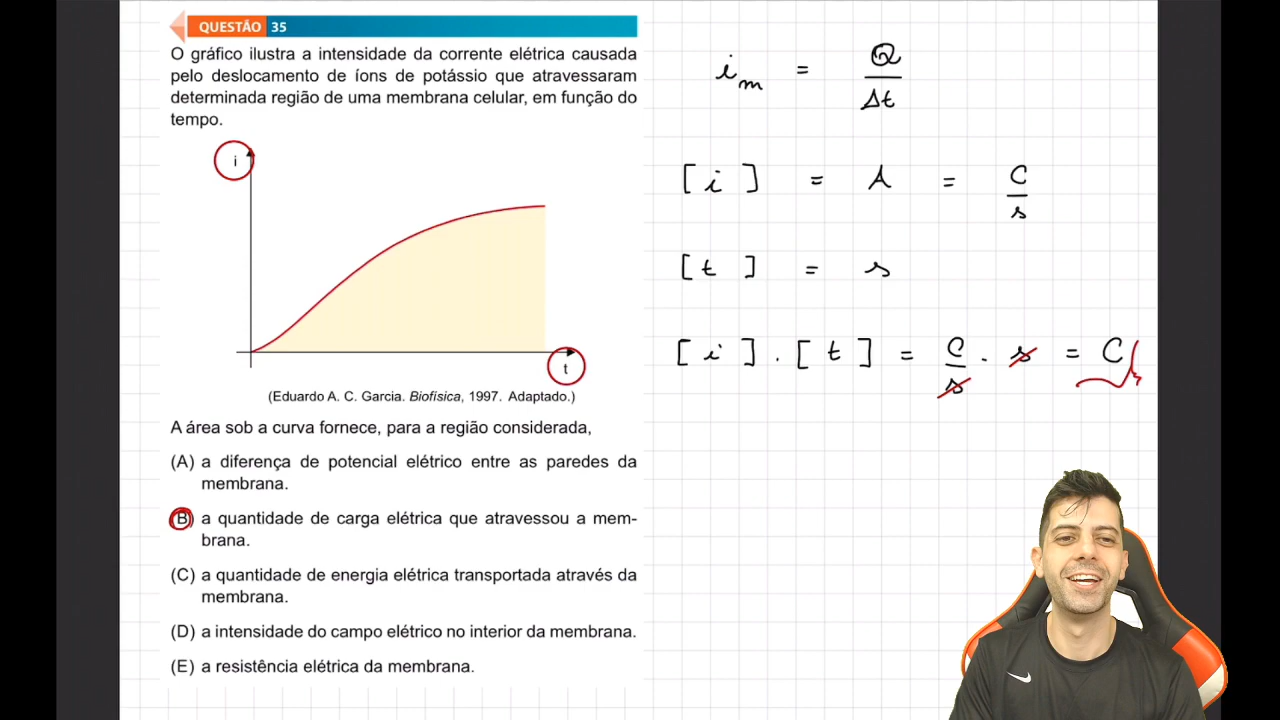 QUESTÃO 35
O gráfico ilustra a intensidade da corrente elétrica causada
pelo deslocamento de íons de potássio que atravessaram
determinada região de uma membrana celular, em função do
tempo.
i
t
(Eduardo A. C. Garcia. Biofísica, 1997. Adaptado.)
A área sob a curva fornece, para a região considerada,
(A) a diferença de potencial elétrico entre as paredes da
membrana.
(B) a quantidade de carga elétrica que atravessou a mem-
brana.
(C) a quantidade de energia elétrica transportada através da
membrana.
(D) a intensidade do campo elétrico no interior da membrana.
(E) a resistência elétrica da membrana.
i m = Q
Δt
[ i ] = A = C
s
[ t ] = s
[ i ] . [ t ] = C . s = C
s